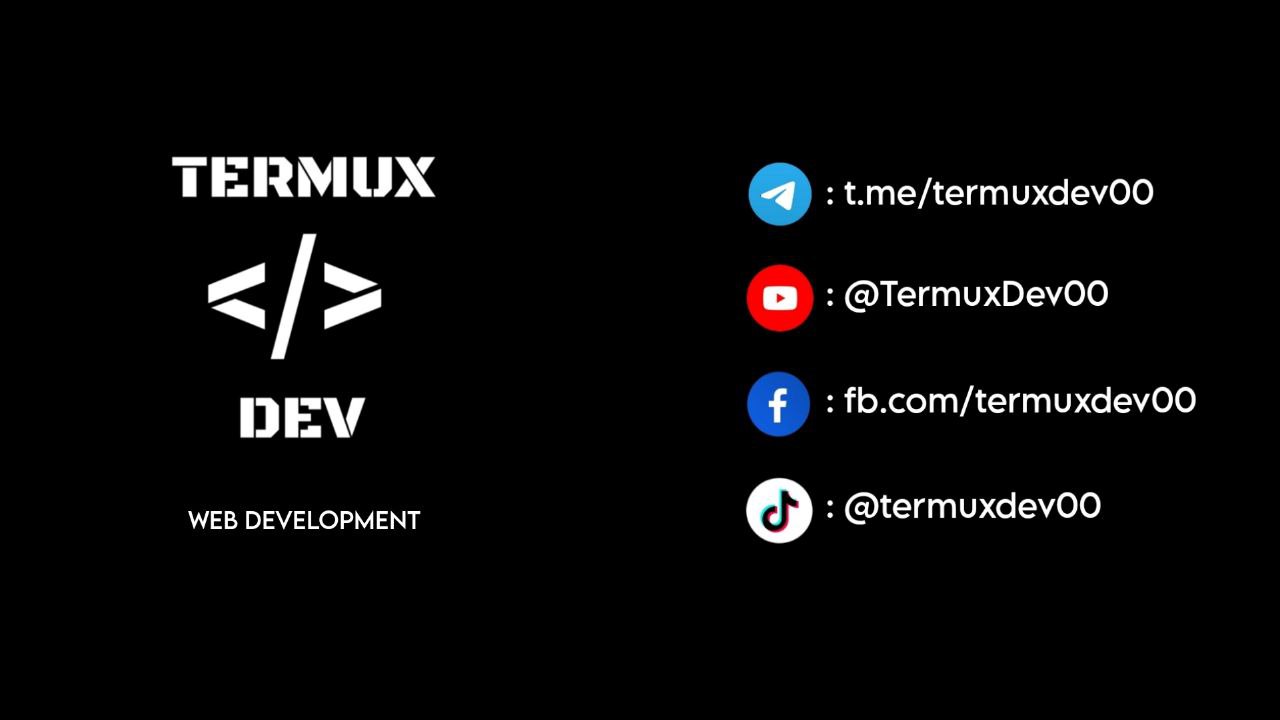 TERMUX
</>
DEV
WEB DEVELOPMENT
: t.me/termuxdev00
: @TermuxDev00
: fb.com/termuxdev00
: @termuxdev00